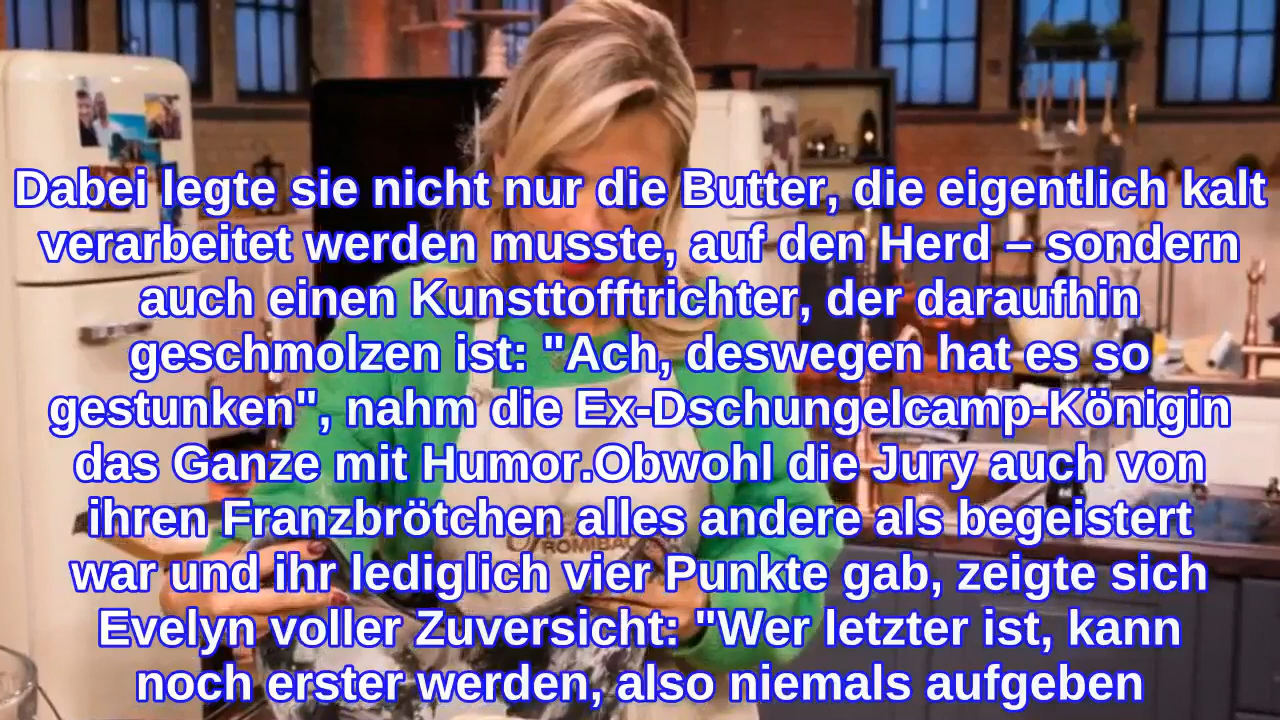 Dabei legte sie nicht nur die Butter, die eigentlich kalt
verarbeitet werden musste, auf den Herd – sondern
auch einen Kunsttofftrichter, der daraufhin
geschmolzen ist: "Ach, deswegen hat es so
gestunken", nahm die Ex-Dschungelcamp-Königin
das Ganze mit Humor.Obwohl die Jury auch von
ihren Franzbrötchen alles andere als begeistert
war und ihr lediglich vier Punkte gab, zeigte sich
Evelyn voller Zuversicht: "Wer letzter ist, kann
noch erster werden, also niemals aufgeben